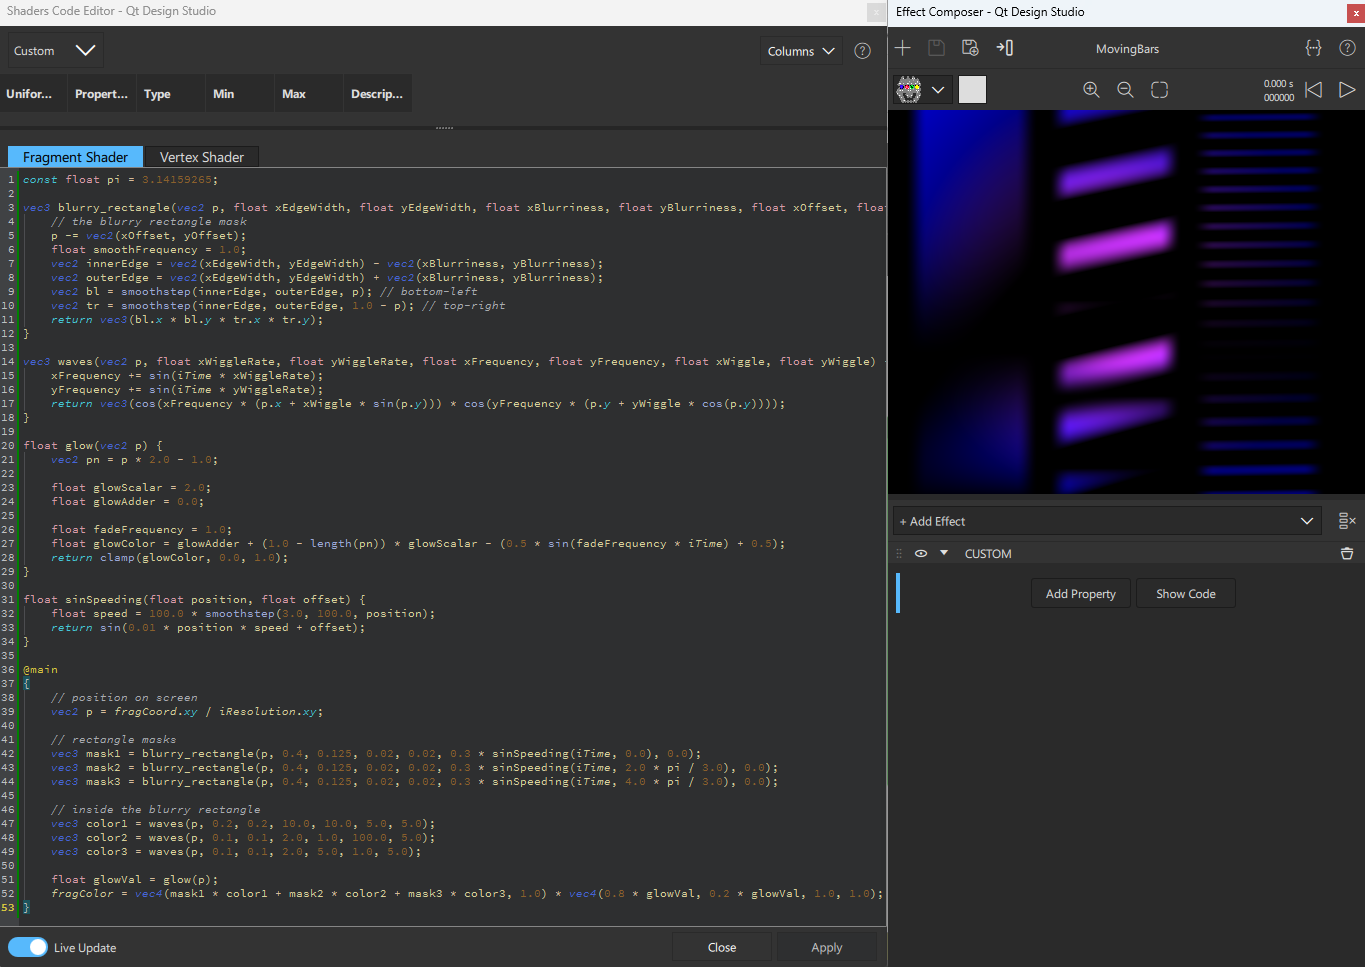 Shaders Code Editor - Qt Design Studio
Custom
Columns
Unifor...
Propert...
Type
Min
Max
Descrip...
Fragment Shader
Vertex Shader
1 const float pi = 3.14159265;
2
3 vec3 blurry_rectangle(vec2 p, float xEdgeWidth, float yEdgeWidth, float xBlurriness, float yBlurriness, float xOffset, floa
4 // the blurry rectangle mask
5 p -= vec2(xOffset, yOffset);
6 float smoothFrequency = 1.0;
7 vec2 innerEdge = vec2(xEdgeWidth, yEdgeWidth) - vec2(xBlurriness, yBlurriness);
8 vec2 outerEdge = vec2(xEdgeWidth, yEdgeWidth) + vec2(xBlurriness, yBlurriness);
9 vec2 bl = smoothstep(innerEdge, outerEdge, p); // bottom-left
10 vec2 tr = smoothstep(innerEdge, outerEdge, 1.0 - p); // top-right
11 return vec3(bl.x * bl.y * tr.x * tr.y);
12 }
13
14 vec3 waves(vec2 p, float xWiggleRate, float yWiggleRate, float xFrequency, float yFrequency, float xWiggle, float yWiggle)
15 xFrequency += sin(iTime * xWiggleRate);
16 yFrequency += sin(iTime * yWiggleRate);
17 return vec3(cos(xFrequency * (p.x + xWiggle * sin(p.y))) * cos(yFrequency * (p.y + yWiggle * cos(p.y))));
18 }
19
20 float glow(vec2 p) {
21 vec2 pn = p * 2.0 - 1.0;
22
23 float glowScalar = 2.0;
24 float glowAdder = 0.0;
25
26 float fadeFrequency = 1.0;
27 float glowColor = glowAdder + (1.0 - length(pn)) * glowScalar - (0.5 * sin(fadeFrequency * iTime) + 0.5);
28 return clamp(glowColor, 0.0, 1.0);
29 }
30
31 float sinSpeeding(float position, float offset) {
32 float speed = 100.0 * smoothstep(3.0, 100.0, position);
33 return sin(0.01 * position * speed + offset);
34 }
35
36 @main
37 {
38 // position on screen
39 vec2 p = fragCoord.xy / iResolution.xy;
40
41 // rectangle masks
42 vec3 mask1 = blurry_rectangle(p, 0.4, 0.125, 0.02, 0.02, 0.3 * sinSpeeding(iTime, 0.0), 0.0);
43 vec3 mask2 = blurry_rectangle(p, 0.4, 0.125, 0.02, 0.02, 0.3 * sinSpeeding(iTime, 2.0 * pi / 3.0), 0.0);
44 vec3 mask3 = blurry_rectangle(p, 0.4, 0.125, 0.02, 0.02, 0.3 * sinSpeeding(iTime, 4.0 * pi / 3.0), 0.0);
45
46 // inside the blurry rectangle
47 vec3 color1 = waves(p, 0.2, 0.2, 10.0, 10.0, 5.0, 5.0);
48 vec3 color2 = waves(p, 0.1, 0.1, 2.0, 1.0, 100.0, 5.0);
49 vec3 color3 = waves(p, 0.1, 0.1, 2.0, 5.0, 1.0, 5.0);
50
51 float glowVal = glow(p);
52 fragColor = vec4(mask1 * color1 + mask2 * color2 + mask3 * color3, 1.0) * vec4(0.8 * glowVal, 0.2 * glowVal, 1.0, 1.0);
53 }
Live Update
Close
Apply
Effect Composer - Qt Design Studio
MovingBars
0.000 s
000000
+ Add Effect
CUSTOM
Add Property
Show Code